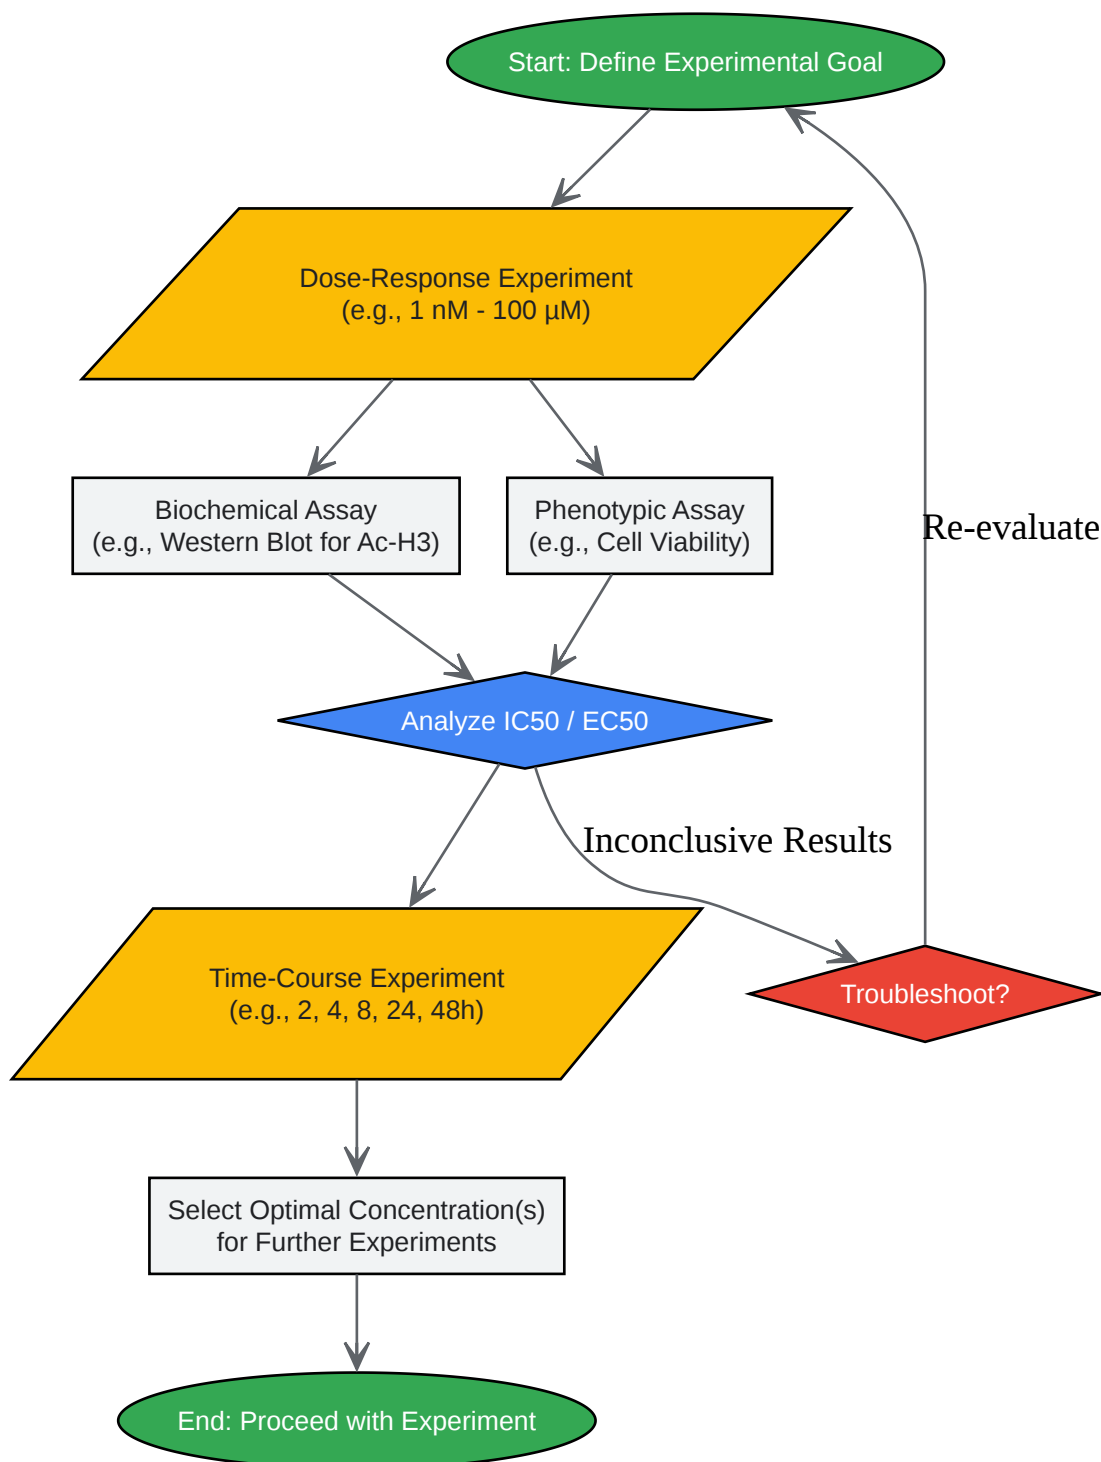 Start: Define Experimental Goal
Dose-Response Experiment
(e.g., 1 nM - 100 µM)
Biochemical Assay
(e.g., Western Blot for Ac-H3)
Phenotypic Assay
(e.g., Cell Viability)
Re-evaluate
Analyze IC50 / EC50
Inconclusive Results
Time-Course Experiment
(e.g., 2, 4, 8, 24, 48h)
Troubleshoot?
Select Optimal Concentration(s)
for Further Experiments
End: Proceed with Experiment